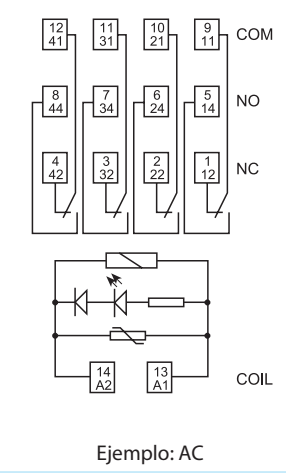 12 11 10 9 COM
41 31 21 11
8 7 6 5 NO
44 34 24 14
4 3 2 1 NC
42 32 22 12
14 13
A2 A1 COIL
Ejemplo: AC